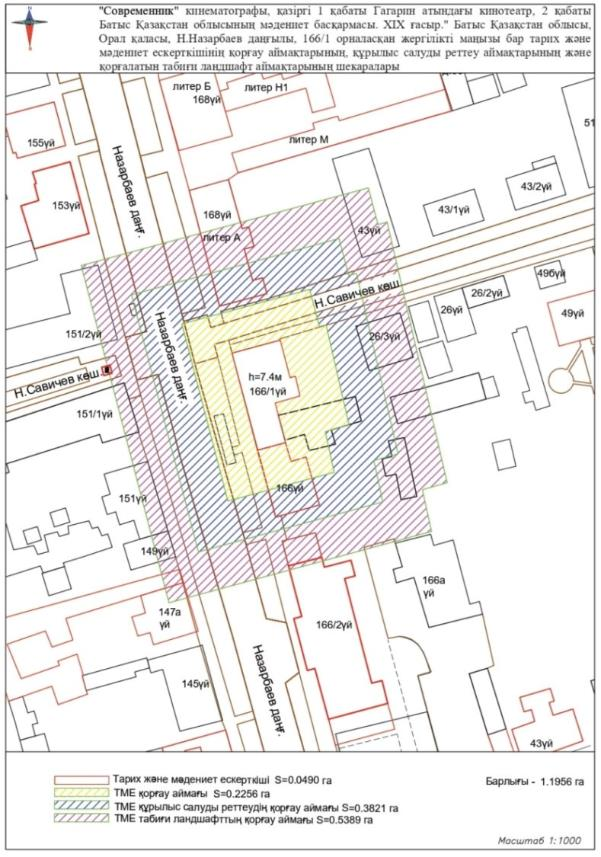 "Современник" кинематографы, қазіргі 1 қабаты Гагарин атындағы кинотеатр, 2 қабаты
Батыс Қазақстан облысының мәдениет басқармасы. XIX ғасыр." Батыс Қазақстан облысы,
Орал қаласы, Н.Назарбаев даңғылы, 166/1 орналасқан жергілікті маңызы бар тарих және
мәдениет ескерткішінің қорғау аймақтарының, құрылыс салуды реттеу аймақтарының және
қорғалатын табиғи ландшафт аймақтарының шекаралары
литер Б
168үй
литер Н1
литер М
155үй
Назарбаев даңғ.
153үй
43/2үй
43/1үй
168үй
литер А
43үй
49бүй
26/2үй
Н.Савичев көш.
26үй
49үй
151/2үй
Назарбаев даңғ.
26/3үй
Н.Савичев көш.
h=7.4м
166/1үй
151/1үй
166үй
151үй
149үй
147а
үй
166а
үй
166/2үй
Назарбаев даңғ.
145үй
43үй
Тарих және мәдениет ескерткіші S=0.0490 га
Барлығы - 1.1956 га
ТМЕ қорғау аймағы S=0.2256 га
ТМЕ құрылыс салуды реттеудің қорғау аймағы S=0.3821 га
ТМЕ табиғи ландшафттың қорғау аймағы S=0.5389 га
Масштаб 1:1000